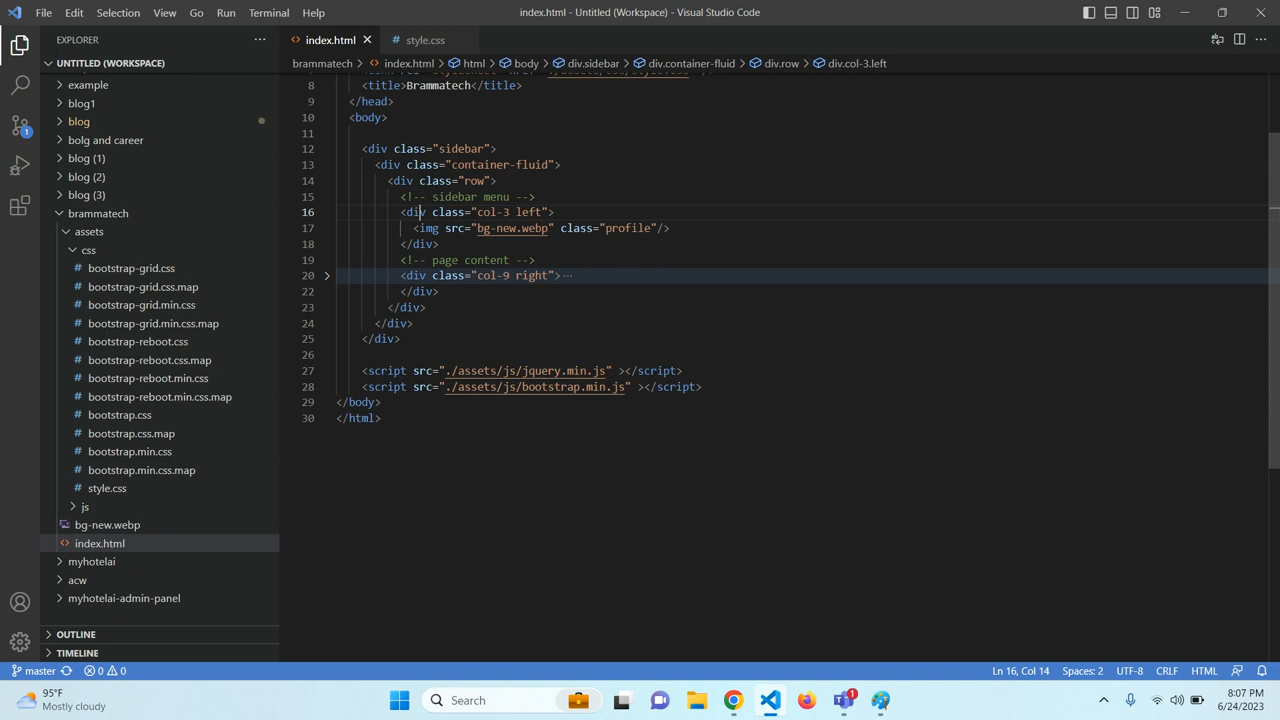 File Edit Selection View Go Run Terminal Help
index.html - Untitled (Workspace) - Visual Studio Code
EXPLORER
UNTITLED (WORKSPACE)
example
blog1
blog
bolg and career
blog (1)
blog (2)
blog (3)
brammatech
assets
css
bootstrap-grid.css
bootstrap-grid.css.map
bootstrap-grid.min.css
bootstrap-grid.min.css.map
bootstrap-reboot.css
bootstrap-reboot.css.map
bootstrap-reboot.min.css
bootstrap-reboot.min.css.map
bootstrap.css
bootstrap.css.map
bootstrap.min.css
bootstrap.min.css.map
style.css
js
bg-new.webp
index.html
myhotelai
acw
myhotelai-admin-panel
OUTLINE
TIMELINE
1
index.html style.css
brammatech > index.html > html > body > div.sidebar > div.container-fluid > div.row > div.col-3.left
8 <title>Brammatech</title>
9 </head>
10 <body>
11
12 <div class="sidebar">
13 <div class="container-fluid">
14 <div class="row">
15 <!-- sidebar menu -->
16 <div class="col-3 left">
17 <img src="bg-new.webp" class="profile"/>
18 </div>
19 <!-- page content -->
20 <div class="col-9 right">…
22 </div>
23 </div>
24 </div>
25 </div>
26
27 <script src="./assets/js/jquery.min.js" ></script>
28 <script src="./assets/js/bootstrap.min.js" ></script>
29 </body>
30 </html>
master 0 0
Ln 16, Col 14 Spaces: 2 UTF-8 CRLF HTML
95°F
Mostly cloudy
Search
1
8:07 PM
6/24/2023